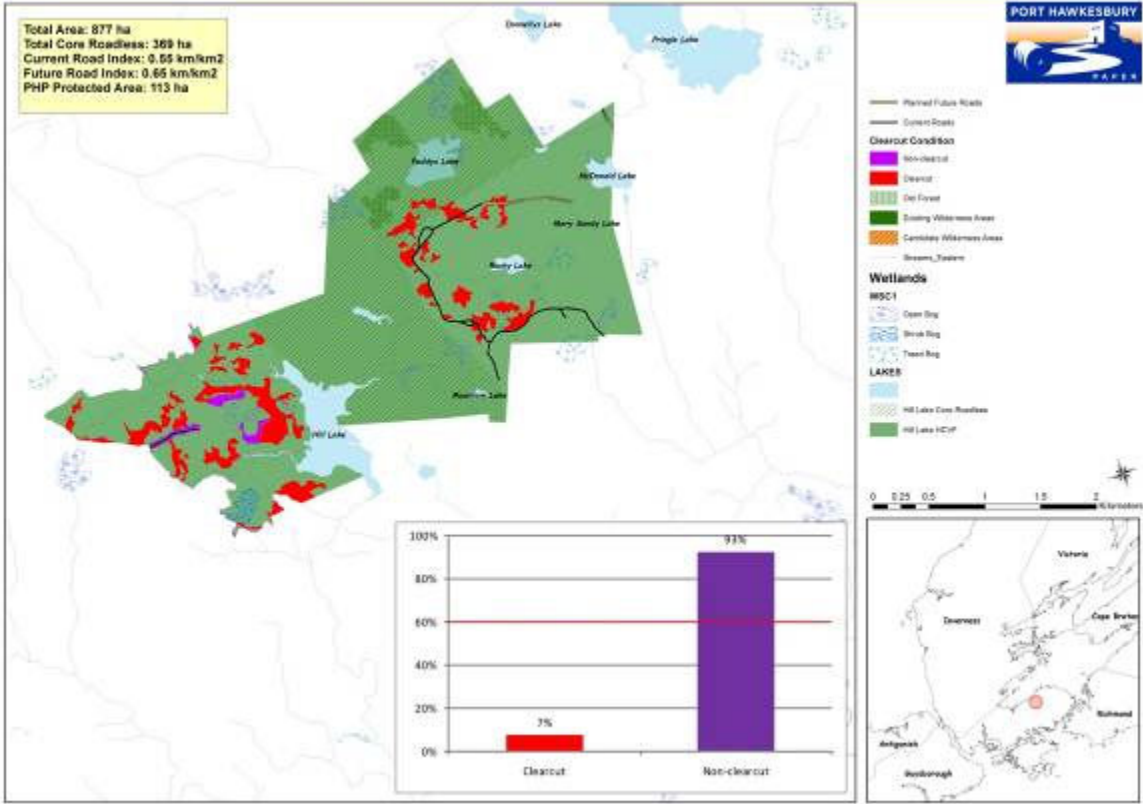 Total Area: 877 ha
Total Core Roadless: 369 ha
Current Road Index: 0.55 km/km2
Future Road Index: 0.65 km/km2
PHP Protected Area: 113 ha
Donnellys Lake
Pringle Lake
McDonald Lake
Mary Sandy Lake
Rocky Lake
Hill Lake
100%
80%
60%
40%
20%
0%
7%
93%
Clearcut
Non-clearcut
PORT HAWKESBURY
PAPER
Planned Future Roads
Current Roads
Clearcut Condition
Non-clearcut
Clearcut
Old Forest
Existing Wilderness Areas
Candidate Wilderness Areas
Streams_Eastern
Wetlands
Open Bog
Shrub Bog
Treed Bog
LAKES
Hill Lake Core Roadless
Hill Lake HCVF
0 0.25 0.5 1 1.5 2
Kilometers
Victoria
Inverness
Cape Breton
Richmond
Antigonish
Guysborough